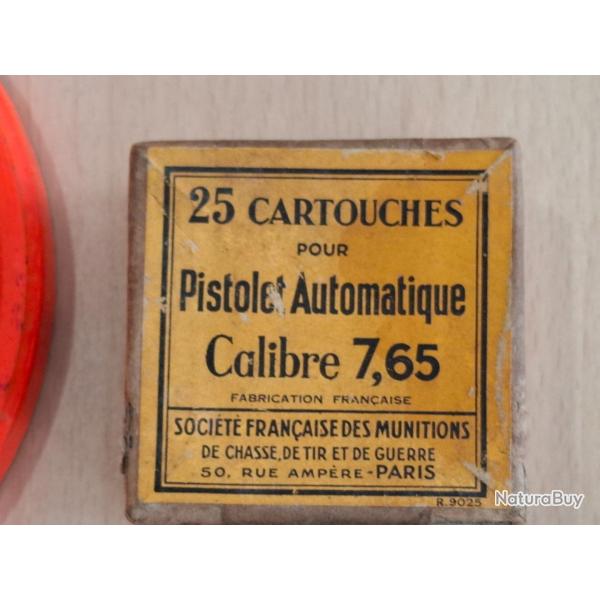 25 CARTOUCHES
POUR
Pistolet Automatique
Calibre 7,65
FABRICATION FRANÇAISE
SOCIÉTÉ FRANÇAISE DES MUNITIONS
DE CHASSE, DE TIR ET DE GUERRE
50, RUE AMPÈRE - PARIS
R.9025
NaturaBuy